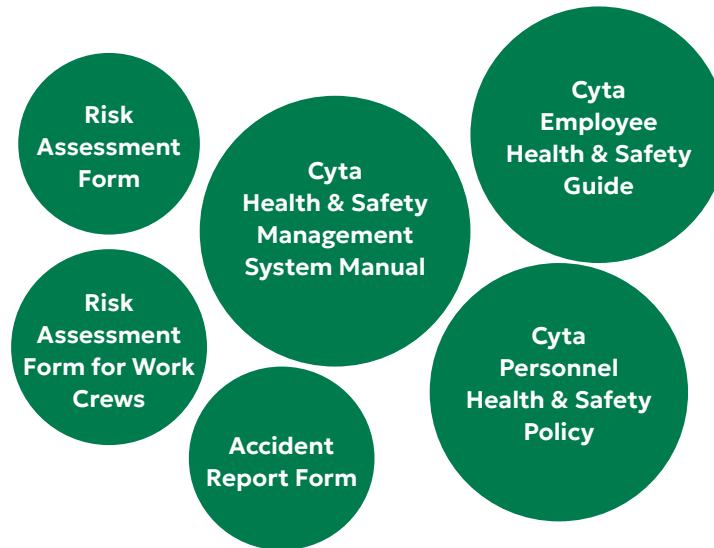 Risk
Assessment
Form
Cyta
Health & Safety
Management
System Manual
Cyta
Employee
Health & Safety
Guide
Risk
Assessment
Form for Work
Crews
Accident
Report Form
Cyta
Personnel
Health & Safety
Policy